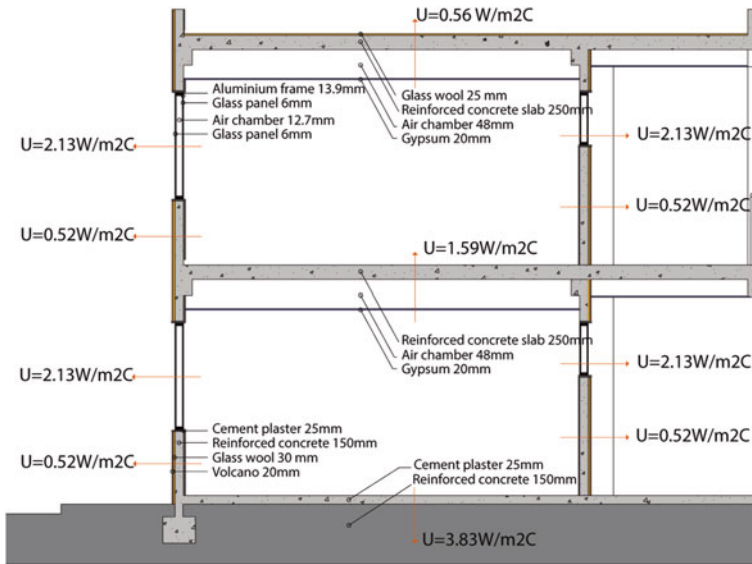 U=0.56 W/m2C
Aluminium frame 13.9mm
Glass panel 6mm
Air chamber 12.7mm
Glass panel 6mm
Glass wool 25 mm
Reinforced concrete slab 250mm
Air chamber 48mm
Gypsum 20mm
U=2.13W/m2C
U=2.13W/m2C
U=0.52W/m2C
U=0.52W/m2C
U=1.59W/m2C
Reinforced concrete slab 250mm
Air chamber 48mm
Gypsum 20mm
U=2.13W/m2C
U=2.13W/m2C
Cement plaster 25mm
Reinforced concrete 150mm
Glass wool 30 mm
Volcano 20mm
U=0.52W/m2C
U=0.52W/m2C
Cement plaster 25mm
Reinforced concrete 150mm
U=3.83W/m2C